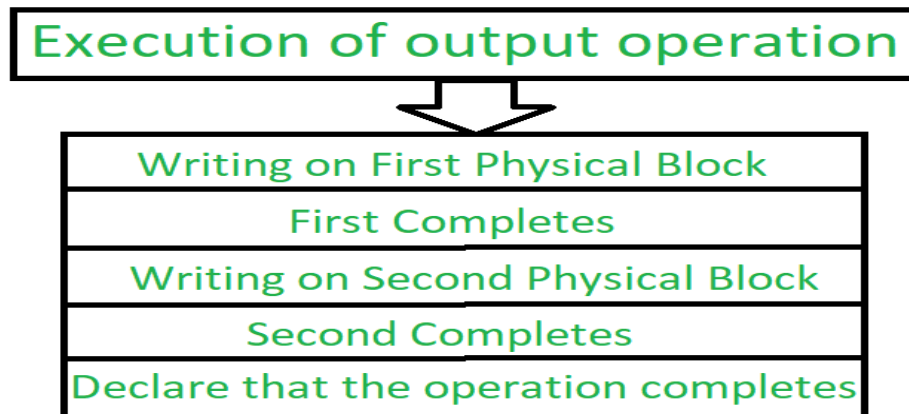 Execution of output operation
Writing on First Physical Block
First Completes
Writing on Second Physical Block
Second Completes
Declare that the operation completes